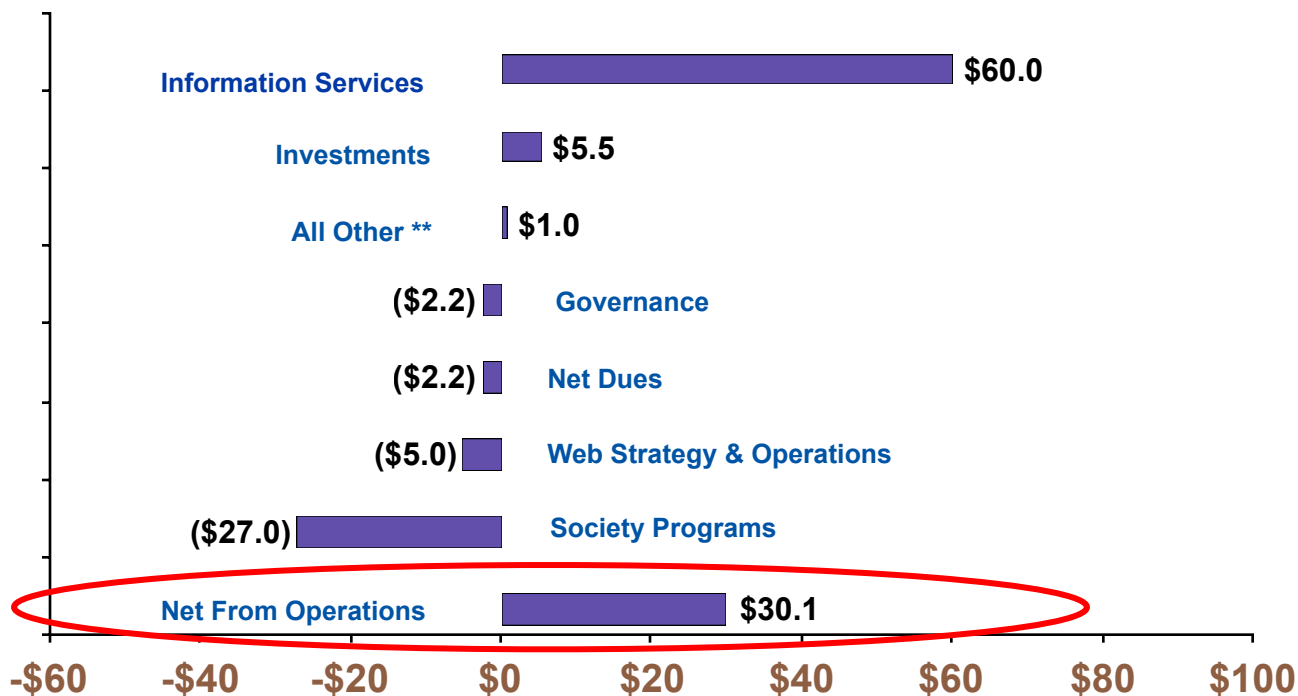 Information Services $60.0
Investments $5.5
All Other ** $1.0
($2.2) Governance
($2.2) Net Dues
($5.0) Web Strategy & Operations
($27.0) Society Programs
Net From Operations $30.1
-$60 -$40 -$20 $0 $20 $40 $60 $80 $100